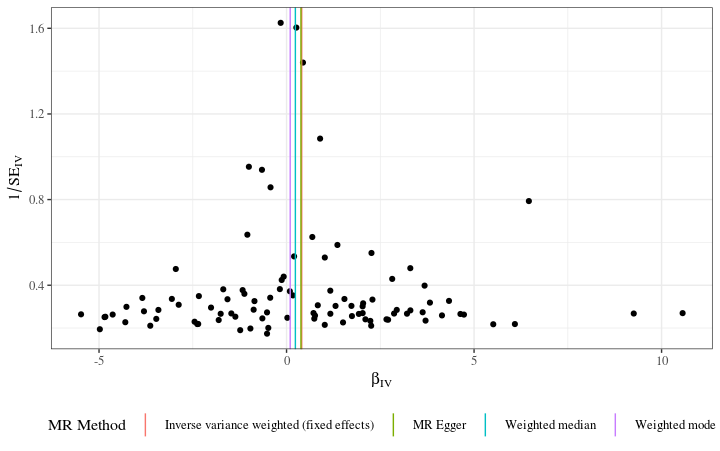 1.6
1.2
0.8
0.4
1/SE_IV
-5
0
5
10
β_IV
MR Method
Inverse variance weighted (fixed effects)
MR Egger
Weighted median
Weighted mode